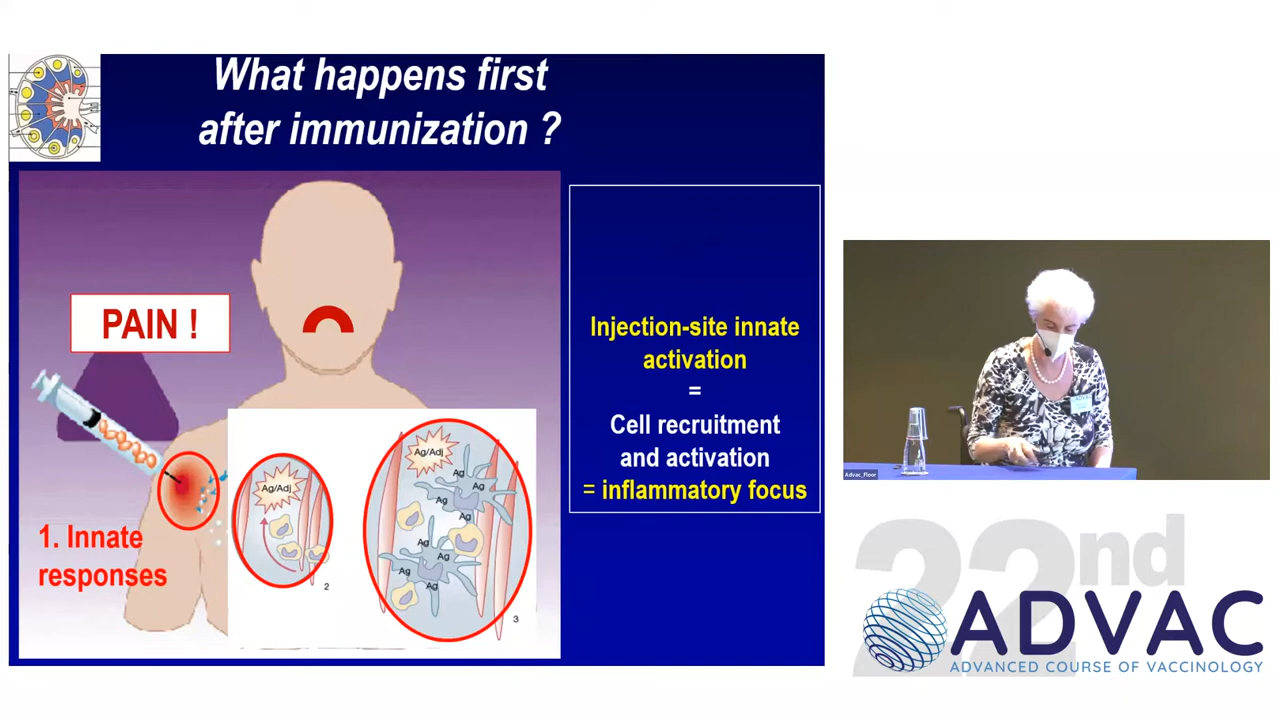 What happens first
after immunization ?
PAIN !
1. Innate
responses
Ag/Adj
2
Ag/Adj
Ag
Ag
Ag
Ag
Ag
Ag
Ag
3
Injection-site innate
activation
=
Cell recruitment
and activation
= inflammatory focus
Advac_Floor
22nd
ADVAC
ADVANCED COURSE OF VACCINOLOGY